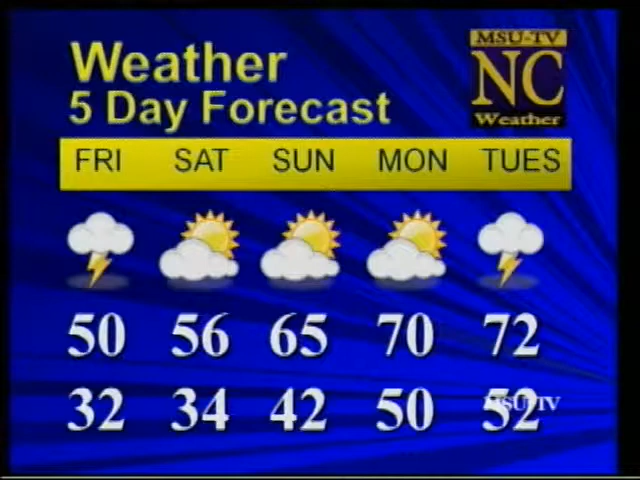 Weather
5 Day Forecast
MSU-TV
NC
Weather
FRI SAT SUN MON TUES
50 56 65 70 72
32 34 42 50 52
MSU-TV